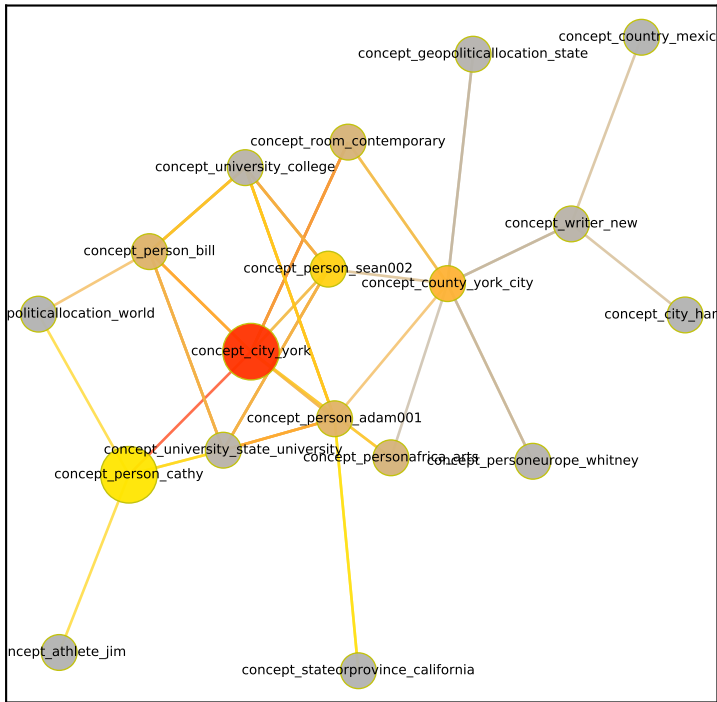 concept_country_mexic
concept_geopoliticallocation_state
concept_room_contemporary
concept_university_college
concept_writer_new
concept_person_bill
concept_person_sean002
concept_county_york_city
politicallocation_world
concept_city_har
concept_city_york
concept_person_adam001
concept_university_state_university
concept_personafrica_arts
concept_personeurope_whitney
concept_person_cathy
ncept_athlete_jim
concept_stateorprovince_california